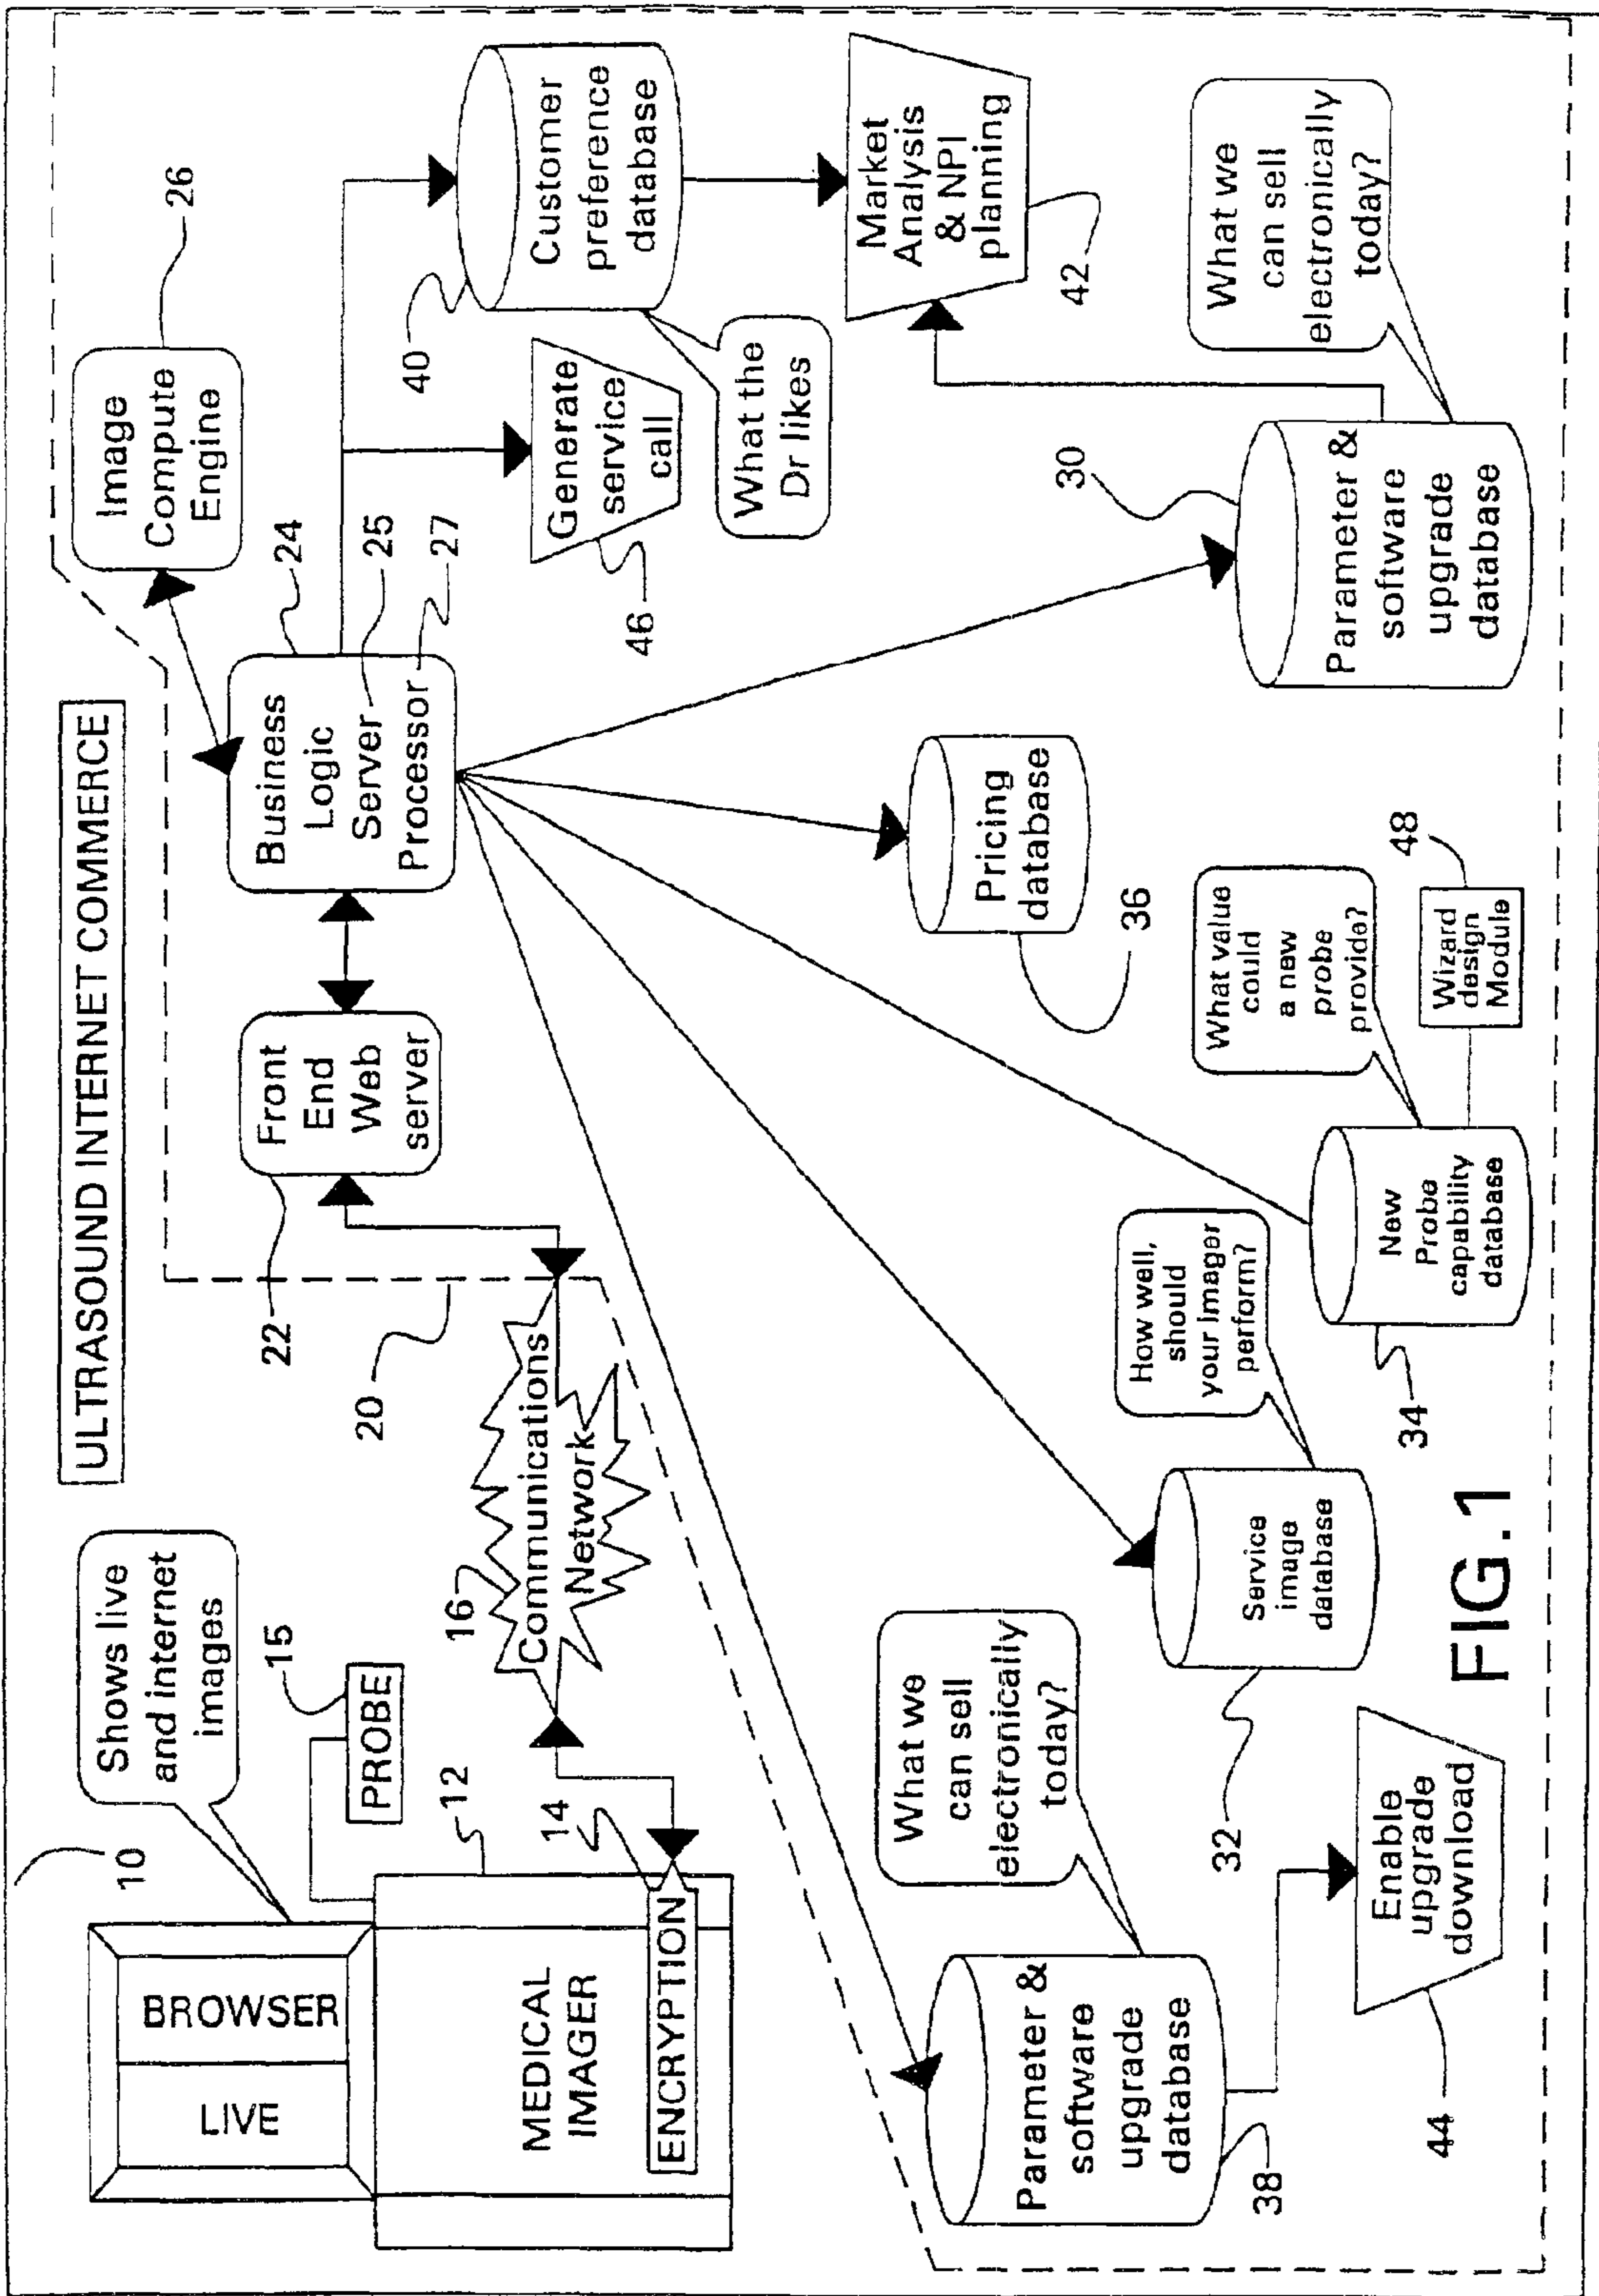 ULTRASOUND INTERNET COMMERCE
10
Shows live
and internet
images
LIVE
BROWSER
15
PROBE
12
MEDICAL
IMAGER
14
ENCRYPTION
16
Communications
Network
20
22
Front
End
Web
server
24
Business
Logic
Server
25
Processor
27
Image
Compute
Engine
26
40
Customer
preference
database
What the
Dr likes
Generate
service
call
46
Market
Analysis
& NPI
planning
42
What we
can sell
electronically
today?
Parameter &
software
upgrade
database
38
Enable
upgrade
download
44
How well,
should
your imager
perform?
Service
image
database
32
What value
could
a new
probe
provide?
New
Probe
capability
database
34
Wizard
design
Module
48
Pricing
database
36
30
Parameter &
software
upgrade
database
What we
can sell
electronically
today?
FIG.1